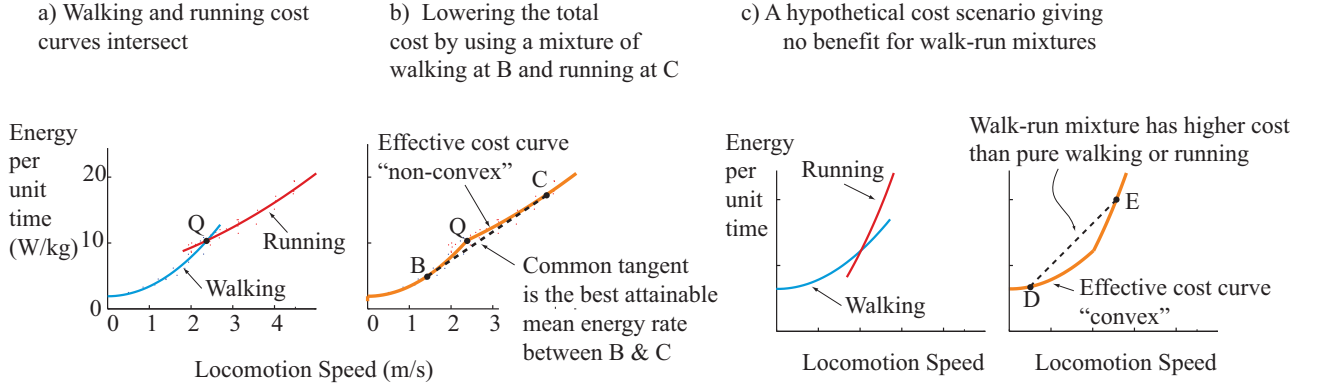 a) Walking and running cost
curves intersect
b) Lowering the total
cost by using a mixture of
walking at B and running at C
c) A hypothetical cost scenario giving
no benefit for walk-run mixtures
Energy
per
unit
time
(W/kg)
20
10
0
Q
Running
Walking
0 1 2 3 4
Effective cost curve
“non-convex”
C
Q
B
Common tangent
is the best attainable
mean energy rate
between B & C
0 1 2 3
Locomotion Speed (m/s)
Energy
per
unit
time
Running
Walking
Locomotion Speed
Walk-run mixture has higher cost
than pure walking or running
E
D
Effective cost curve
“convex”
Locomotion Speed